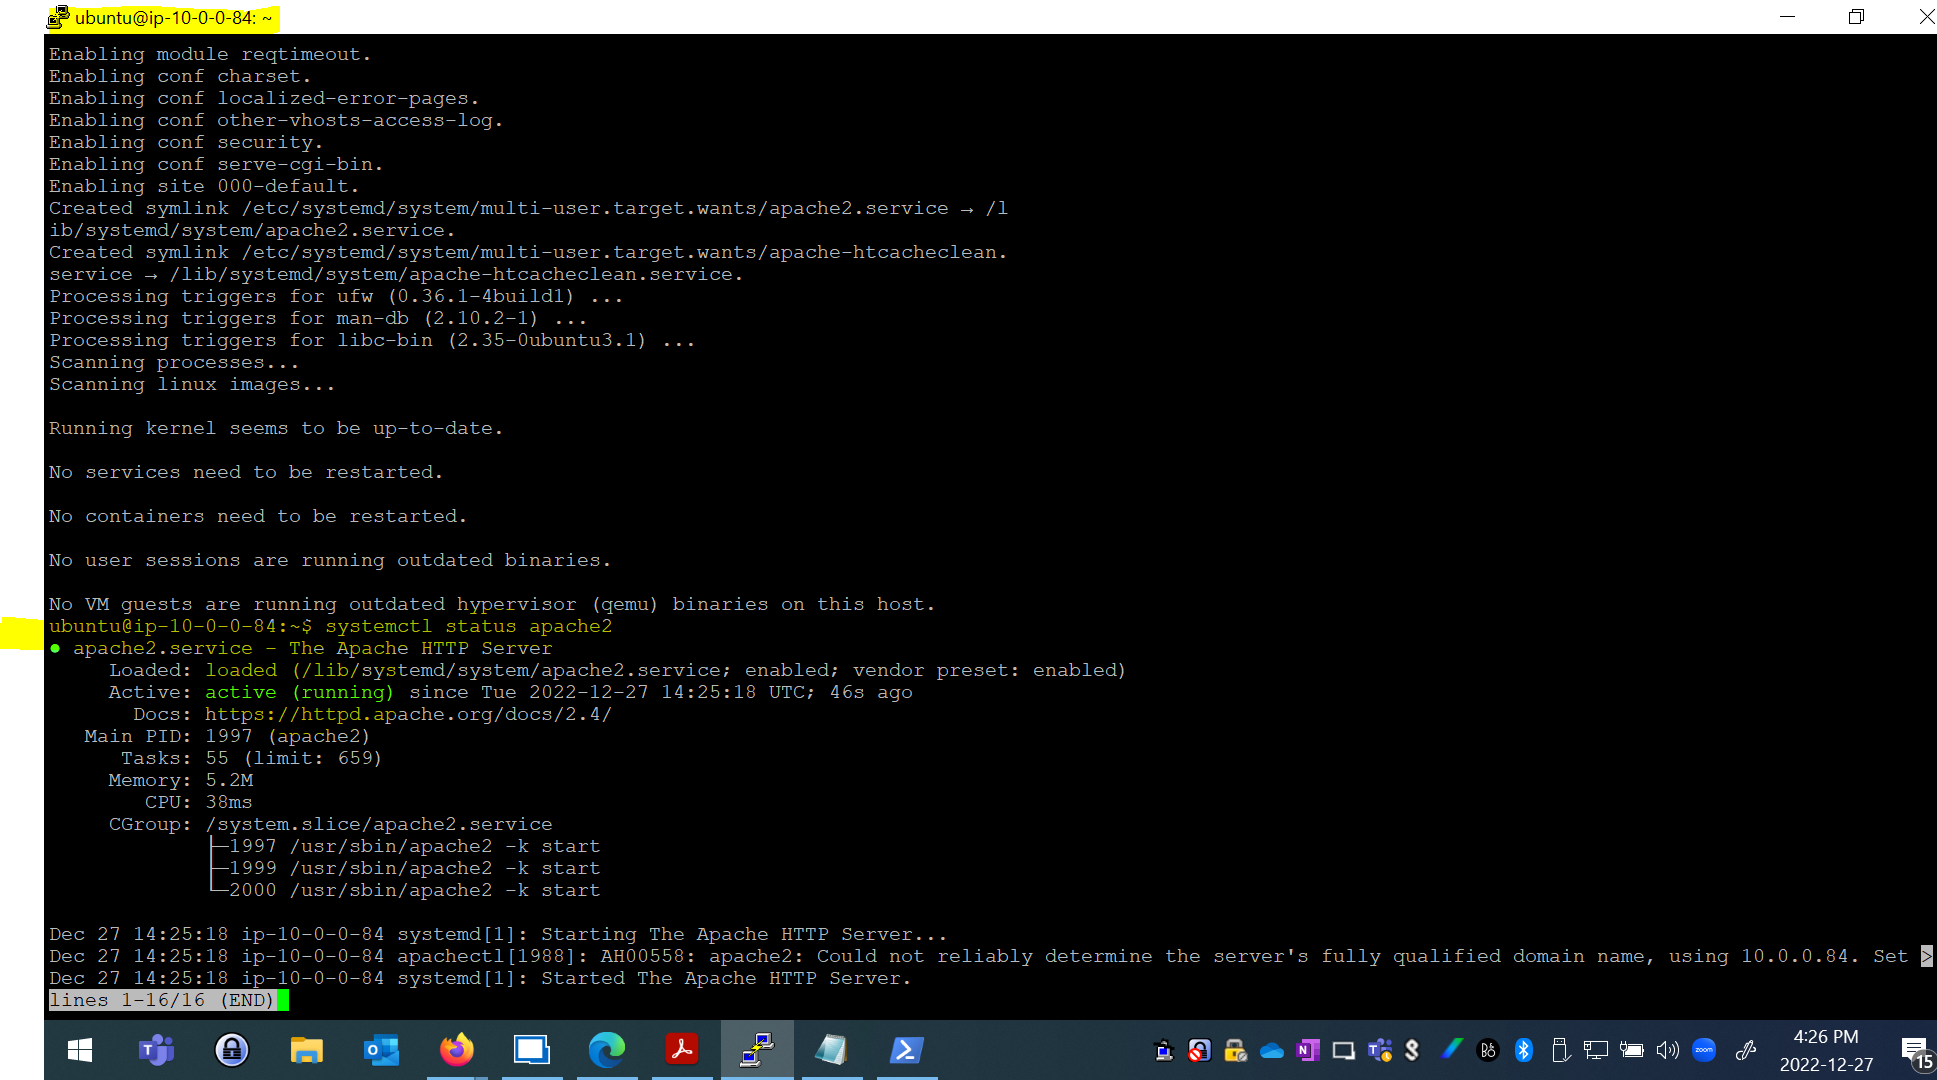 ubuntu@ip-10-0-0-84: ~
Enabling module reqtimeout.
Enabling conf charset.
Enabling conf localized-error-pages.
Enabling conf other-vhosts-access-log.
Enabling conf security.
Enabling conf serve-cgi-bin.
Enabling site 000-default.
Created symlink /etc/systemd/system/multi-user.target.wants/apache2.service → /l
ib/systemd/system/apache2.service.
Created symlink /etc/systemd/system/multi-user.target.wants/apache-htcacheclean.
service → /lib/systemd/system/apache-htcacheclean.service.
Processing triggers for ufw (0.36.1-4build1) ...
Processing triggers for man-db (2.10.2-1) ...
Processing triggers for libc-bin (2.35-0ubuntu3.1) ...
Scanning processes...
Scanning linux images...
Running kernel seems to be up-to-date.
No services need to be restarted.
No containers need to be restarted.
No user sessions are running outdated binaries.
No VM guests are running outdated hypervisor (qemu) binaries on this host.
ubuntu@ip-10-0-0-84:~$ systemctl status apache2
● apache2.service - The Apache HTTP Server
Loaded: loaded (/lib/systemd/system/apache2.service; enabled; vendor preset: enabled)
Active: active (running) since Tue 2022-12-27 14:25:18 UTC; 46s ago
Docs: https://httpd.apache.org/docs/2.4/
Main PID: 1997 (apache2)
Tasks: 55 (limit: 659)
Memory: 5.2M
CPU: 38ms
CGroup: /system.slice/apache2.service
├─1997 /usr/sbin/apache2 -k start
├─1999 /usr/sbin/apache2 -k start
└─2000 /usr/sbin/apache2 -k start
Dec 27 14:25:18 ip-10-0-0-84 systemd[1]: Starting The Apache HTTP Server...
Dec 27 14:25:18 ip-10-0-0-84 apachectl[1988]: AH00558: apache2: Could not reliably determine the server's fully qualified domain name, using 10.0.0.84. Set >
Dec 27 14:25:18 ip-10-0-0-84 systemd[1]: Started The Apache HTTP Server.
lines 1-16/16 (END)
zoom
4:26 PM
2022-12-27
15